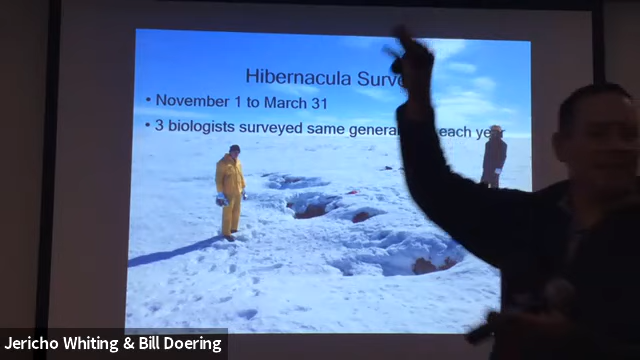 Hibernacula Surve
• November 1 to March 31
• 3 biologists surveyed same general each year
Jericho Whiting & Bill Doering